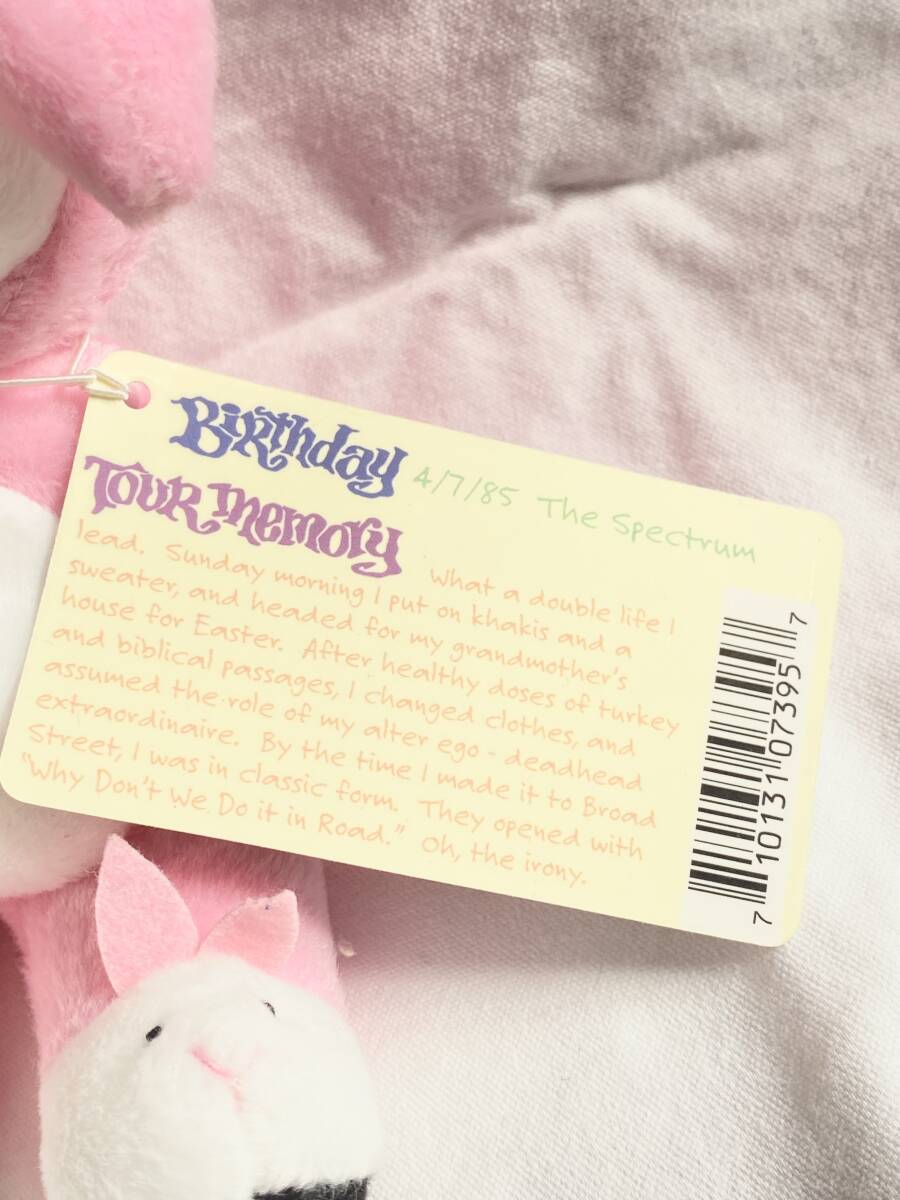 Birthday 4/7/85 The Spectrum
Tour Memory What a double life I
lead. Sunday morning I put on khakis and a
sweater, and headed for my grandmother's
house for Easter. After healthy doses of turkey
and biblical passages, I changed clothes, and
assumed the role of my alter ego - deadhead
extraordinaire. By the time I made it to Broad
Street, I was in classic form. They opened with
"Why Don't We Do it in Road." Oh, the irony.
7 10131 07395 7